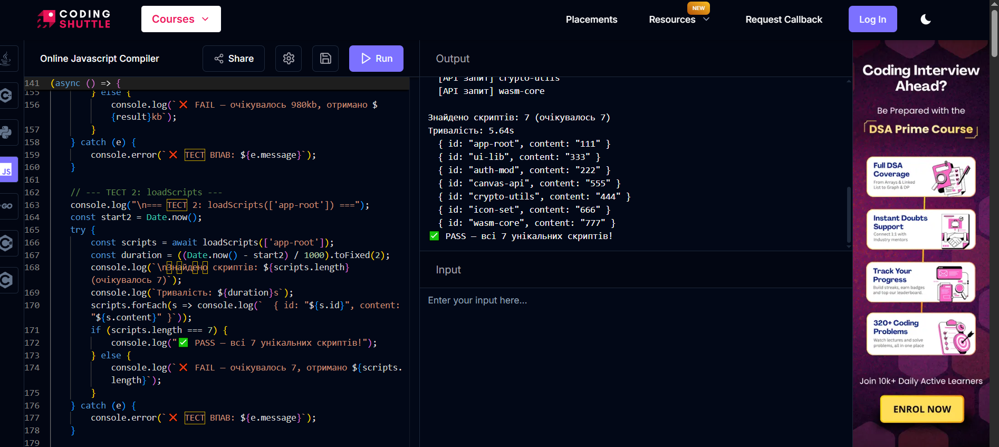 CODING
SHUTTLE
Courses
Placements
Resources
NEW
Request Callback
Log In
Online Javascript Compiler
Share
Run
141 (async () => {
155 } else {
156 console.log(`❌ FAIL — очікувалось 980kb, отримано $
{result}kb`);
157 }
158 } catch (e) {
159 console.error(`❌ ТЕСТ ВПАВ: ${e.message}`);
160 }
161
162 // --- ТЕСТ 2: loadScripts ---
163 console.log("\n=== ТЕСТ 2: loadScripts(['app-root']) ===");
164 const start2 = Date.now();
165 try {
166 const scripts = await loadScripts(['app-root']);
167 const duration = ((Date.now() - start2) / 1000).toFixed(2);
168 console.log(`\nЗнайдено скриптів: ${scripts.length}
(очікувалось 7)`);
169 console.log(`Тривалість: ${duration}s`);
170 scripts.forEach(s => console.log(`  { id: "${s.id}", content:
"${s.content}" }`));
171 if (scripts.length === 7) {
172 console.log("✅ PASS — всі 7 унікальних скриптів!");
173 } else {
174 console.log(`❌ FAIL — очікувалось 7, отримано ${scripts.
length}`);
175 }
176 } catch (e) {
177 console.error(`❌ ТЕСТ ВПАВ: ${e.message}`);
178 }
179
Output
[API запит] crypto-utils
[API запит] wasm-core
Знайдено скриптів: 7 (очікувалось 7)
Тривалість: 5.64s
{ id: "app-root", content: "111" }
{ id: "ui-lib", content: "333" }
{ id: "auth-mod", content: "222" }
{ id: "canvas-api", content: "555" }
{ id: "crypto-utils", content: "444" }
{ id: "icon-set", content: "666" }
{ id: "wasm-core", content: "777" }
✅ PASS — всі 7 унікальних скриптів!
Input
Enter your input here...
JS
GO
Coding Interview
Ahead?
Be Prepared with the
DSA Prime Course
Full DSA
Coverage
From Arrays & Linked
List to Graph & DP
Instant Doubts
Support
Connect 1:1 with
Industry mentors
Track Your
Progress
Build streaks, earn badges
and top our leaderboard.
320+ Coding
Problems
Watch lectures and solve
problems, all in one place
Join 10k+ Daily Active Learners
ENROL NOW